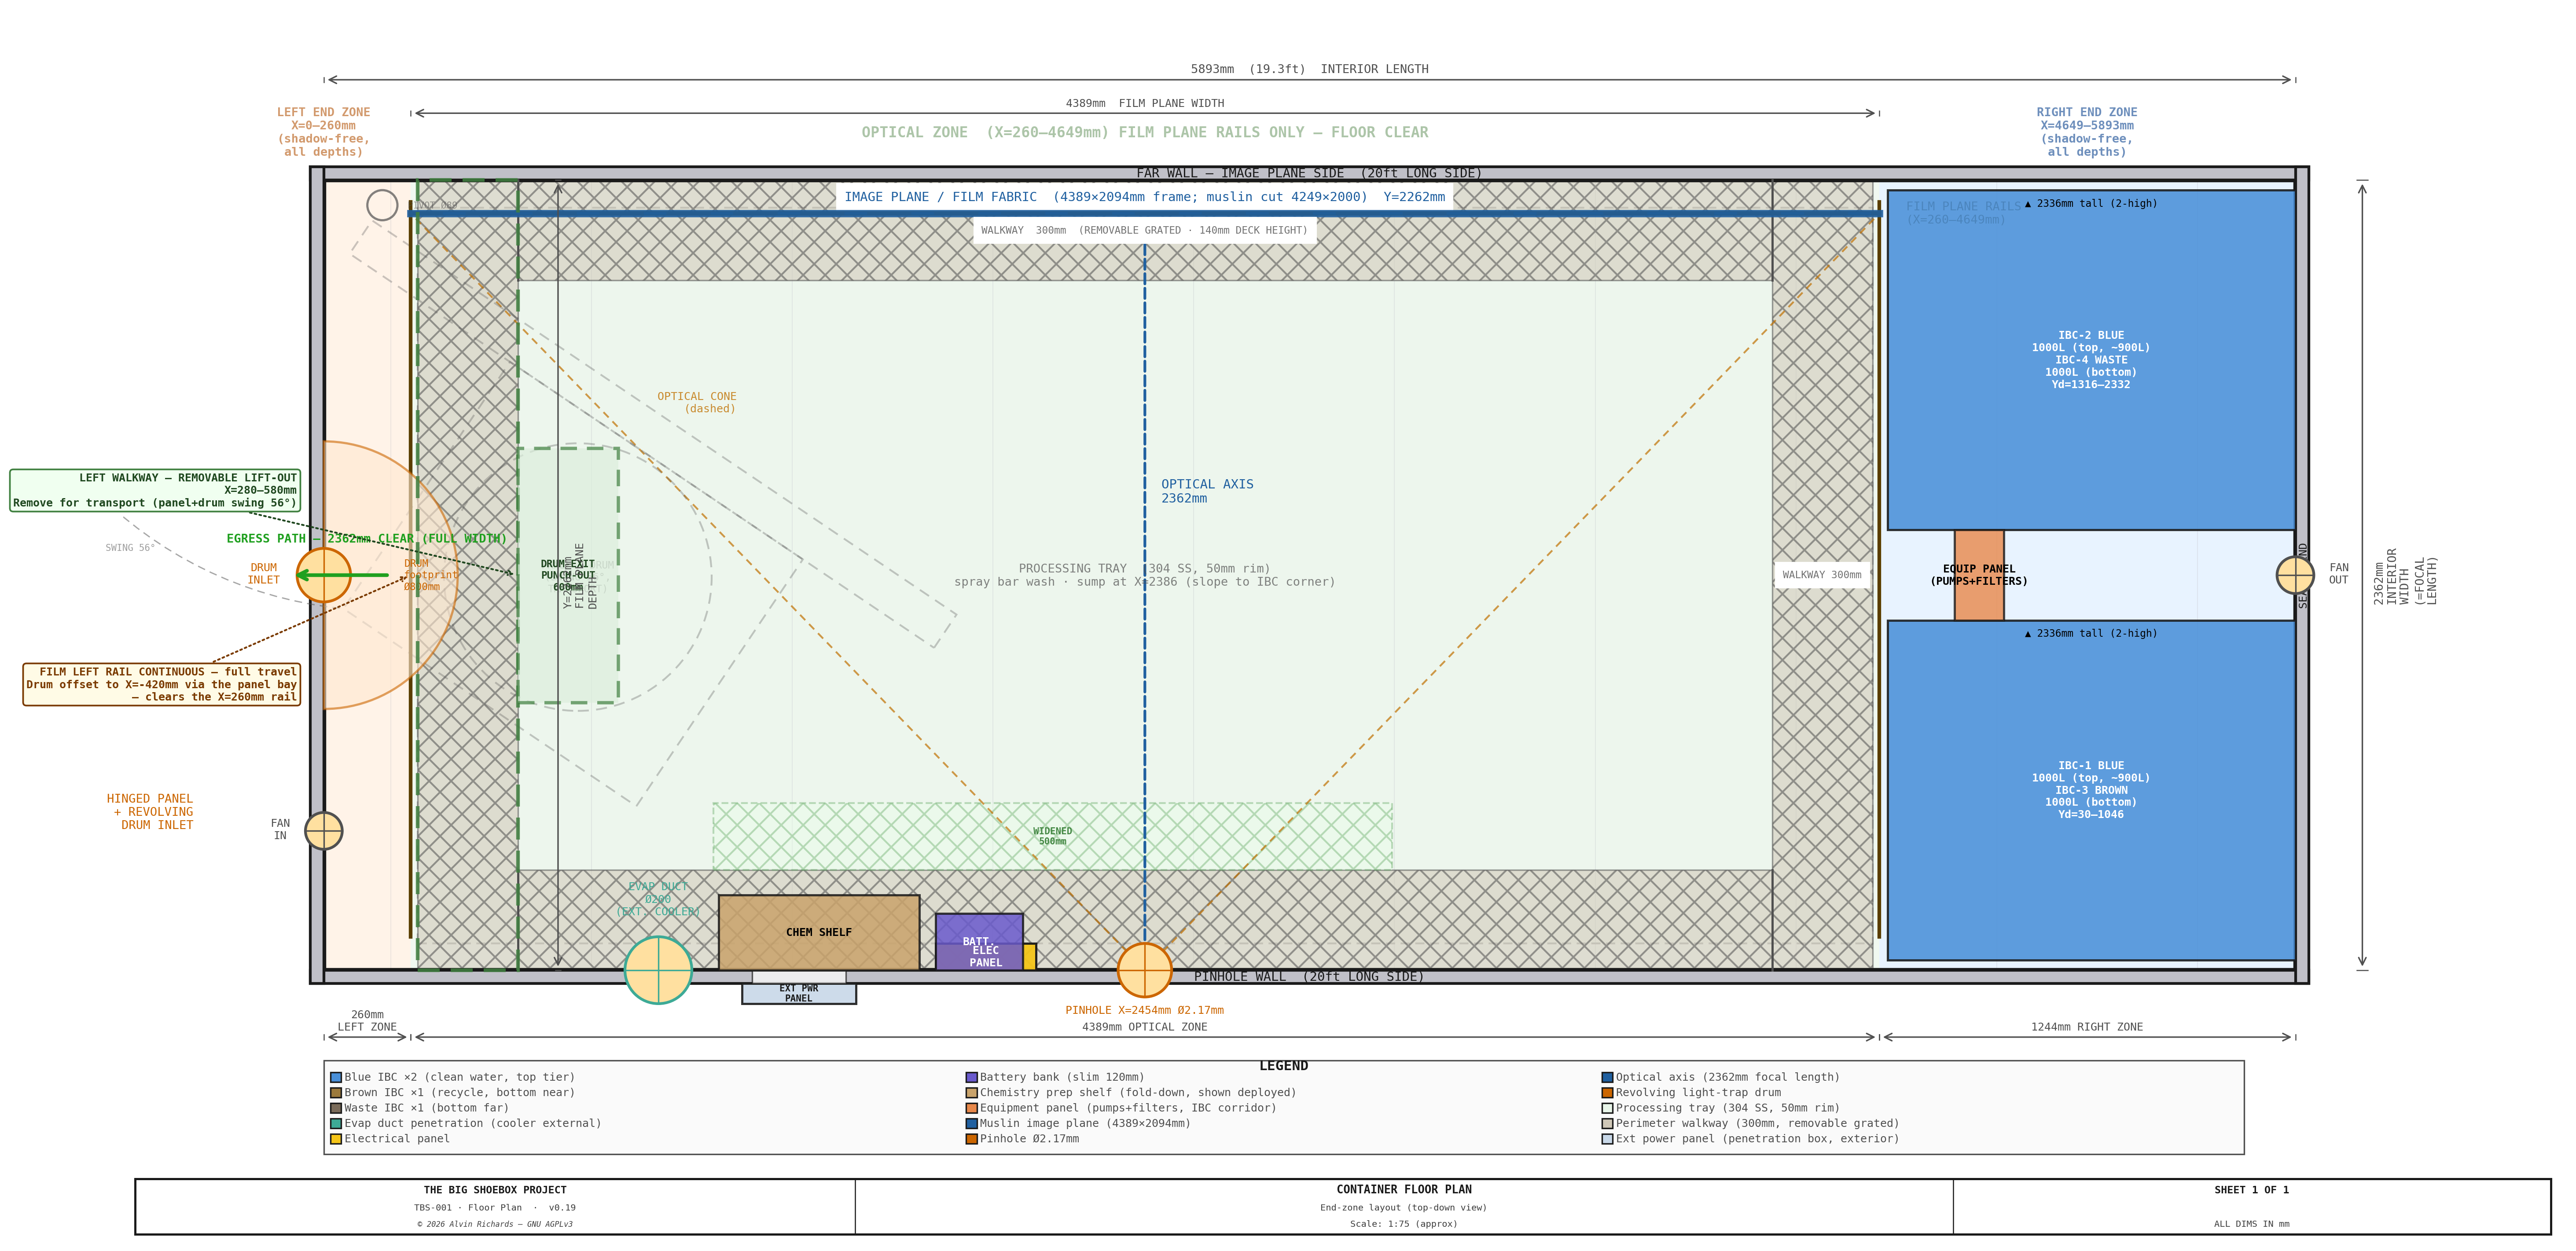 5893mm  (19.3ft)  INTERIOR LENGTH
4389mm  FILM PLANE WIDTH
LEFT END ZONE
X=0–260mm
(shadow-free,
all depths)
OPTICAL ZONE  (X=260–4649mm) FILM PLANE RAILS ONLY — FLOOR CLEAR
RIGHT END ZONE
X=4649–5893mm
(shadow-free,
all depths)
FAR WALL — IMAGE PLANE SIDE  (20ft LONG SIDE)
IMAGE PLANE / FILM FABRIC  (4389×2094mm frame; muslin cut 4249×2000)  Y=2262mm
WALKWAY  300mm  (REMOVABLE GRATED · 140mm DECK HEIGHT)
FILM PLANE RAILS
(X=260–4649mm)
▲ 2336mm tall (2-high)
IBC-2 BLUE
1000L (top, ~900L)
IBC-4 WASTE
1000L (bottom)
Yd=1316–2332
OPTICAL CONE
(dashed)
OPTICAL AXIS
2362mm
LEFT WALKWAY — REMOVABLE LIFT-OUT
X=280–580mm
Remove for transport (panel+drum swing 56°)
SWING 56°
EGRESS PATH — 2362mm CLEAR (FULL WIDTH)
DRUM
INLET
DRUM
footprint
Ø800mm
DRUM EXIT
PUNCH-OUT
600mm
FILM PLANE
DEPTH
PROCESSING TRAY  (304 SS, 50mm rim)
spray bar wash · sump at X=2386 (slope to IBC corner)
WALKWAY 300mm
EQUIP PANEL
(PUMPS+FILTERS)
FAN
OUT
2362mm
INTERIOR
WIDTH
(=FOCAL
LENGTH)
▲ 2336mm tall (2-high)
IBC-1 BLUE
1000L (top, ~900L)
IBC-3 BROWN
1000L (bottom)
Yd=30–1046
FILM LEFT RAIL CONTINUOUS — full travel
Drum offset to X=-420mm via the panel bay
— clears the X=260mm rail
HINGED PANEL
+ REVOLVING
DRUM INLET
FAN
IN
WIDENED
500mm
EVAP DUCT
Ø200
(EXT. COOLER)
CHEM SHELF
BATT.
ELEC
PANEL
EXT PWR
PANEL
PINHOLE WALL  (20ft LONG SIDE)
PINHOLE X=2454mm Ø2.17mm
260mm
LEFT ZONE
4389mm OPTICAL ZONE
1244mm RIGHT ZONE
LEGEND
Blue IBC ×2 (clean water, top tier)
Brown IBC ×1 (recycle, bottom near)
Waste IBC ×1 (bottom far)
Evap duct penetration (cooler external)
Electrical panel
Battery bank (slim 120mm)
Chemistry prep shelf (fold-down, shown deployed)
Equipment panel (pumps+filters, IBC corridor)
Muslin image plane (4389×2094mm)
Pinhole Ø2.17mm
Optical axis (2362mm focal length)
Revolving light-trap drum
Processing tray (304 SS, 50mm rim)
Perimeter walkway (300mm, removable grated)
Ext power panel (penetration box, exterior)
THE BIG SHOEBOX PROJECT
TBS-001 · Floor Plan  ·  v0.19
© 2026 Alvin Richards — GNU AGPLv3
CONTAINER FLOOR PLAN
End-zone layout (top-down view)
Scale: 1:75 (approx)
SHEET 1 OF 1
ALL DIMS IN mm